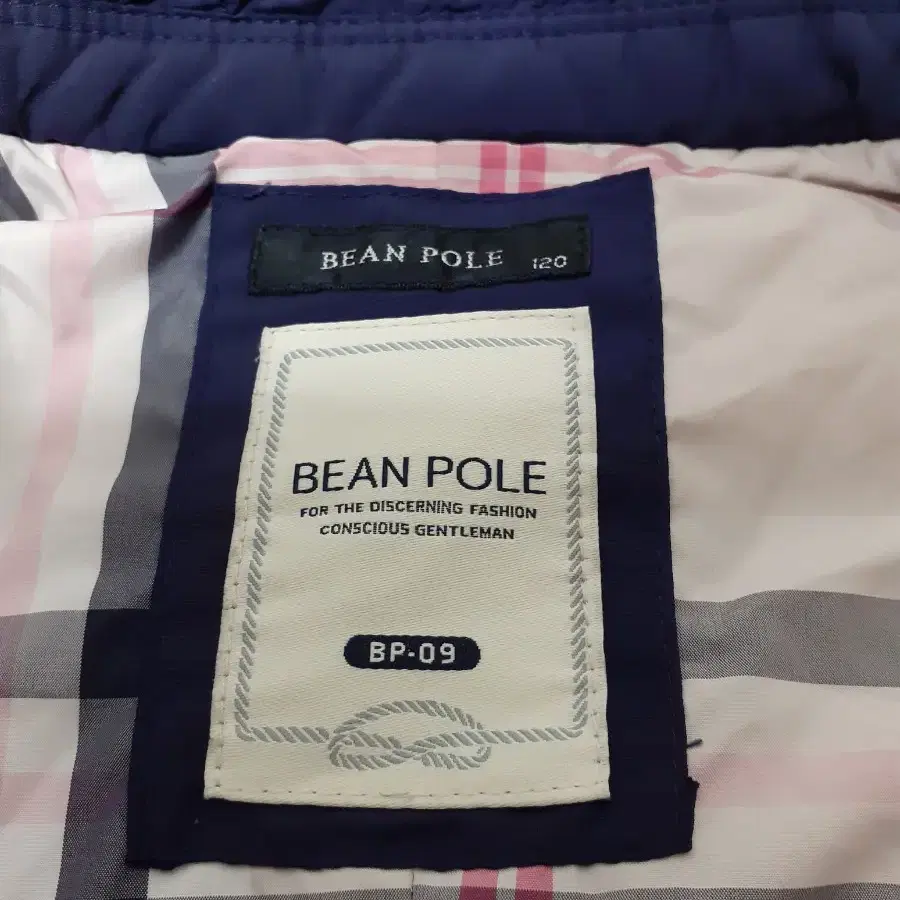 BEAN POLE 120
BEAN POLE
FOR THE DISCERNING FASHION
CONSCIOUS GENTLEMAN
BP-09